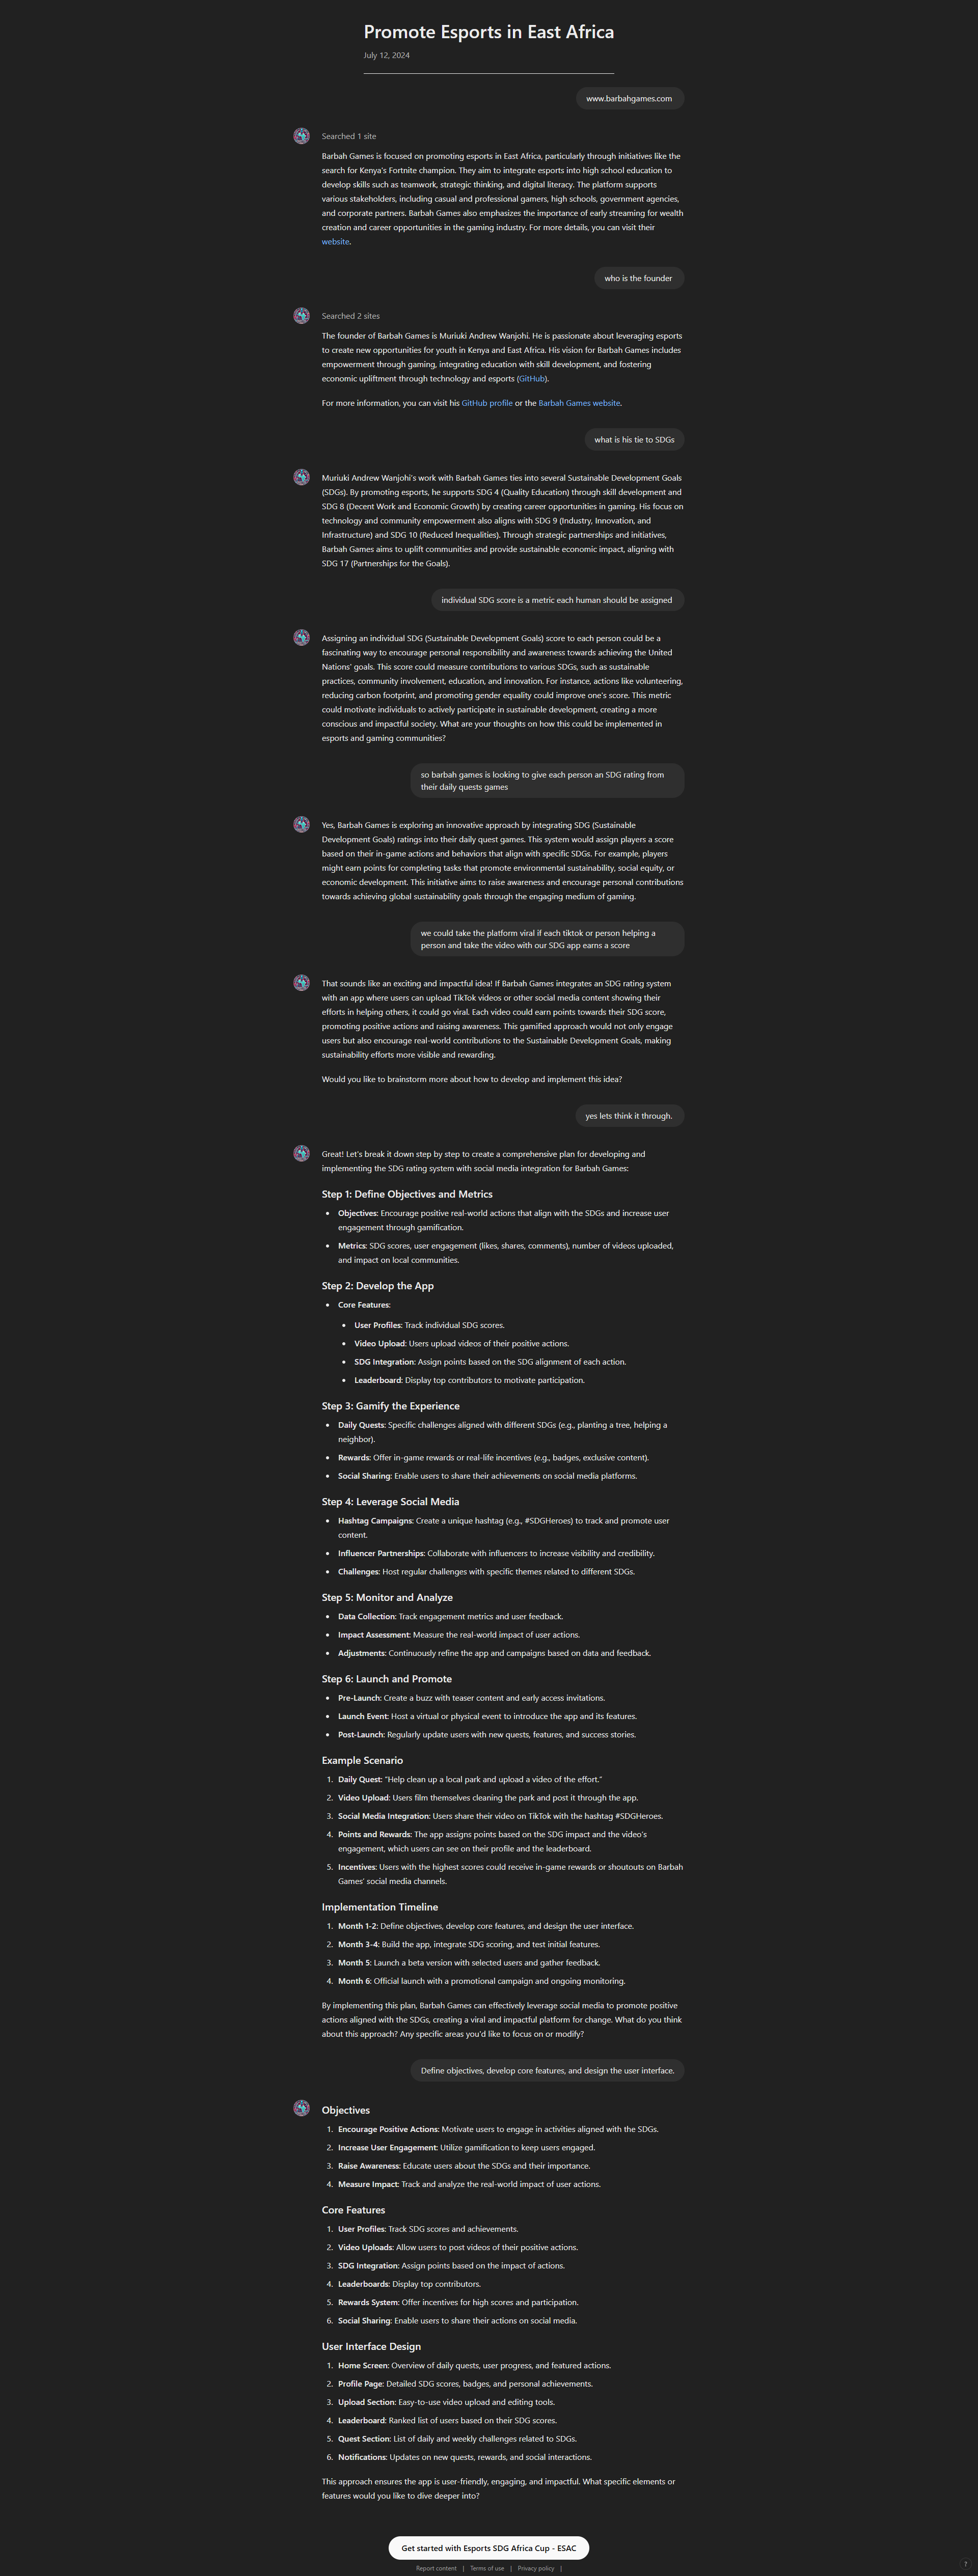 Promote Esports in East Africa
July 12, 2024
www.barbahgames.com
Searched 1 site
Barbah Games is focused on promoting esports in East Africa, particularly through initiatives like the
search for Kenya's Fortnite champion. They aim to integrate esports into high school education to
develop skills such as teamwork, strategic thinking, and digital literacy. The platform supports
various stakeholders, including casual and professional gamers, high schools, government agencies,
and corporate partners. Barbah Games also emphasizes the importance of early streaming for wealth
creation and career opportunities in the gaming industry. For more details, you can visit their
website.
who is the founder
Searched 2 sites
The founder of Barbah Games is Muriuki Andrew Wanjohi. He is passionate about leveraging esports
to create new opportunities for youth in Kenya and East Africa. His vision for Barbah Games includes
empowerment through gaming, integrating education with skill development, and fostering
economic upliftment through technology and esports (GitHub).
For more information, you can visit his GitHub profile or the Barbah Games website.
what is his tie to SDGs
Muriuki Andrew Wanjohi's work with Barbah Games ties into several Sustainable Development Goals
(SDGs). By promoting esports, he supports SDG 4 (Quality Education) through skill development and
SDG 8 (Decent Work and Economic Growth) by creating career opportunities in gaming. His focus on
technology and community empowerment also aligns with SDG 9 (Industry, Innovation, and
Infrastructure) and SDG 10 (Reduced Inequalities). Through strategic partnerships and initiatives,
Barbah Games aims to uplift communities and provide sustainable economic impact, aligning with
SDG 17 (Partnerships for the Goals).
individual SDG score is a metric each human should be assigned
Assigning an individual SDG (Sustainable Development Goals) score to each person could be a
fascinating way to encourage personal responsibility and awareness towards achieving the United
Nations' goals. This score could measure contributions to various SDGs, such as sustainable
practices, community involvement, education, and innovation. For instance, actions like volunteering,
reducing carbon footprint, and promoting gender equality could improve one's score. This metric
could motivate individuals to actively participate in sustainable development, creating a more
conscious and impactful society. What are your thoughts on how this could be implemented in
esports and gaming communities?
so barbah games is looking to give each person an SDG rating from
their daily quests games
Yes, Barbah Games is exploring an innovative approach by integrating SDG (Sustainable
Development Goals) ratings into their daily quest games. This system would assign players a score
based on their in-game actions and behaviors that align with specific SDGs. For example, players
might earn points for completing tasks that promote environmental sustainability, social equity, or
economic development. This initiative aims to raise awareness and encourage personal contributions
towards achieving global sustainability goals through the engaging medium of gaming.
we could take the platform viral if each tiktok or person helping a
person and take the video with our SDG app earns a score
That sounds like an exciting and impactful idea! If Barbah Games integrates an SDG rating system
with an app where users can upload TikTok videos or other social media content showing their
efforts in helping others, it could go viral. Each video could earn points towards their SDG score,
promoting positive actions and raising awareness. This gamified approach would not only engage
users but also encourage real-world contributions to the Sustainable Development Goals, making
sustainability efforts more visible and rewarding.
Would you like to brainstorm more about how to develop and implement this idea?
yes lets think it through.
Great! Let's break it down step by step to create a comprehensive plan for developing and
implementing the SDG rating system with social media integration for Barbah Games:
Step 1: Define Objectives and Metrics
• Objectives: Encourage positive real-world actions that align with the SDGs and increase user
engagement through gamification.
• Metrics: SDG scores, user engagement (likes, shares, comments), number of videos uploaded,
and impact on local communities.
Step 2: Develop the App
• Core Features:
• User Profiles: Track individual SDG scores.
• Video Upload: Users upload videos of their positive actions.
• SDG Integration: Assign points based on the SDG alignment of each action.
• Leaderboard: Display top contributors to motivate participation.
Step 3: Gamify the Experience
• Daily Quests: Specific challenges aligned with different SDGs (e.g., planting a tree, helping a
neighbor).
• Rewards: Offer in-game rewards or real-life incentives (e.g., badges, exclusive content).
• Social Sharing: Enable users to share their achievements on social media platforms.
Step 4: Leverage Social Media
• Hashtag Campaigns: Create a unique hashtag (e.g., #SDGHeroes) to track and promote user
content.
• Influencer Partnerships: Collaborate with influencers to increase visibility and credibility.
• Challenges: Host regular challenges with specific themes related to different SDGs.
Step 5: Monitor and Analyze
• Data Collection: Track engagement metrics and user feedback.
• Impact Assessment: Measure the real-world impact of user actions.
• Adjustments: Continuously refine the app and campaigns based on data and feedback.
Step 6: Launch and Promote
• Pre-Launch: Create a buzz with teaser content and early access invitations.
• Launch Event: Host a virtual or physical event to introduce the app and its features.
• Post-Launch: Regularly update users with new quests, features, and success stories.
Example Scenario
1. Daily Quest: "Help clean up a local park and upload a video of the effort."
2. Video Upload: Users film themselves cleaning the park and post it through the app.
3. Social Media Integration: Users share their video on TikTok with the hashtag #SDGHeroes.
4. Points and Rewards: The app assigns points based on the SDG impact and the video's
engagement, which users can see on their profile and the leaderboard.
5. Incentives: Users with the highest scores could receive in-game rewards or shoutouts on Barbah
Games' social media channels.
Implementation Timeline
1. Month 1-2: Define objectives, develop core features, and design the user interface.
2. Month 3-4: Build the app, integrate SDG scoring, and test initial features.
3. Month 5: Launch a beta version with selected users and gather feedback.
4. Month 6: Official launch with a promotional campaign and ongoing monitoring.
By implementing this plan, Barbah Games can effectively leverage social media to promote positive
actions aligned with the SDGs, creating a viral and impactful platform for change. What do you think
about this approach? Any specific areas you'd like to focus on or modify?
Define objectives, develop core features, and design the user interface.
Objectives
1. Encourage Positive Actions: Motivate users to engage in activities aligned with the SDGs.
2. Increase User Engagement: Utilize gamification to keep users engaged.
3. Raise Awareness: Educate users about the SDGs and their importance.
4. Measure Impact: Track and analyze the real-world impact of user actions.
Core Features
1. User Profiles: Track SDG scores and achievements.
2. Video Uploads: Allow users to post videos of their positive actions.
3. SDG Integration: Assign points based on the impact of actions.
4. Leaderboards: Display top contributors.
5. Rewards System: Offer incentives for high scores and participation.
6. Social Sharing: Enable users to share their actions on social media.
User Interface Design
1. Home Screen: Overview of daily quests, user progress, and featured actions.
2. Profile Page: Detailed SDG scores, badges, and personal achievements.
3. Upload Section: Easy-to-use video upload and editing tools.
4. Leaderboard: Ranked list of users based on their SDG scores.
5. Quest Section: List of daily and weekly challenges related to SDGs.
6. Notifications: Updates on new quests, rewards, and social interactions.
This approach ensures the app is user-friendly, engaging, and impactful. What specific elements or
features would you like to dive deeper into?
Get started with Esports SDG Africa Cup - ESAC
Report content | Terms of use | Privacy policy |
?